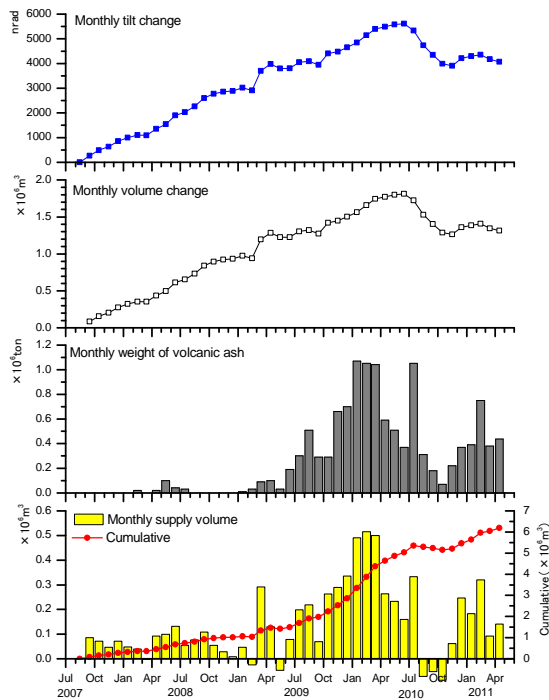 Monthly tilt change
nrad
6000
5000
4000
3000
2000
1000
0
Monthly volume change
×10⁶m³
2.0
1.5
1.0
0.5
0.0
Monthly weight of volcanic ash
×10⁶ton
1.2
1.0
0.8
0.6
0.4
0.2
0.0
Monthly supply volume
Cumulative
×10⁶m³
0.6
0.5
0.4
0.3
0.2
0.1
0.0
7
6
5
4
3
2
1
0
Cumulative(×10⁶m³)
Jul Oct Jan Apr Jul Oct Jan Apr Jul Oct Jan Apr Jul Oct Jan Apr
2007 2008 2009 2010 2011